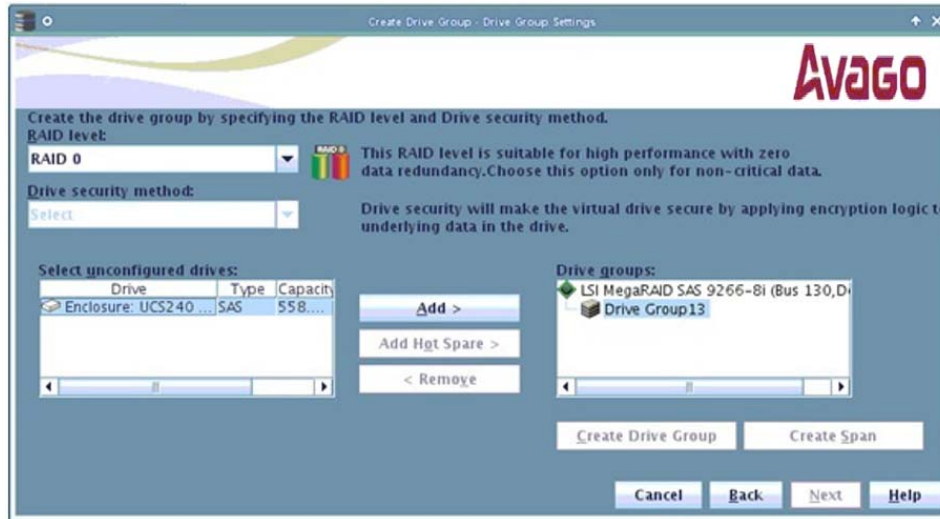 Create Drive Group - Drive Group Settings
Avago
Create the drive group by specifying the RAID level and Drive security method.
RAID level:
RAID 0
RAID 0
This RAID level is suitable for high performance with zero
data redundancy.Choose this option only for non-critical data.
Drive security method:
Select
Drive security will make the virtual drive secure by applying encryption logic to
underlying data in the drive.
Select unconfigured drives:
Drive Type Capacity
Enclosure: UCS240 ... SAS 558....
Add >
Add Hot Spare >
< Remove
Drive groups:
LSI MegaRAID SAS 9266-8i (Bus 130,De
Drive Group13
Create Drive Group
Create Span
Cancel
Back
Next
Help